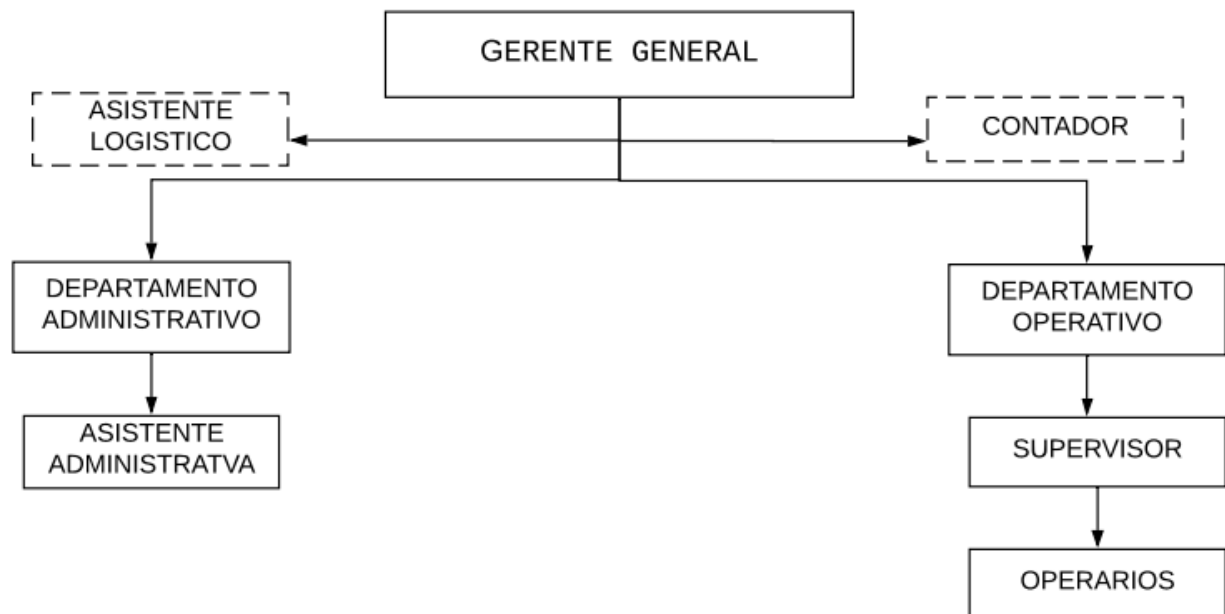 GERENTE GENERAL
ASISTENTE
LOGISTICO
CONTADOR
DEPARTAMENTO
ADMINISTRATIVO
DEPARTAMENTO
OPERATIVO
ASISTENTE
ADMINISTRATVA
SUPERVISOR
OPERARIOS